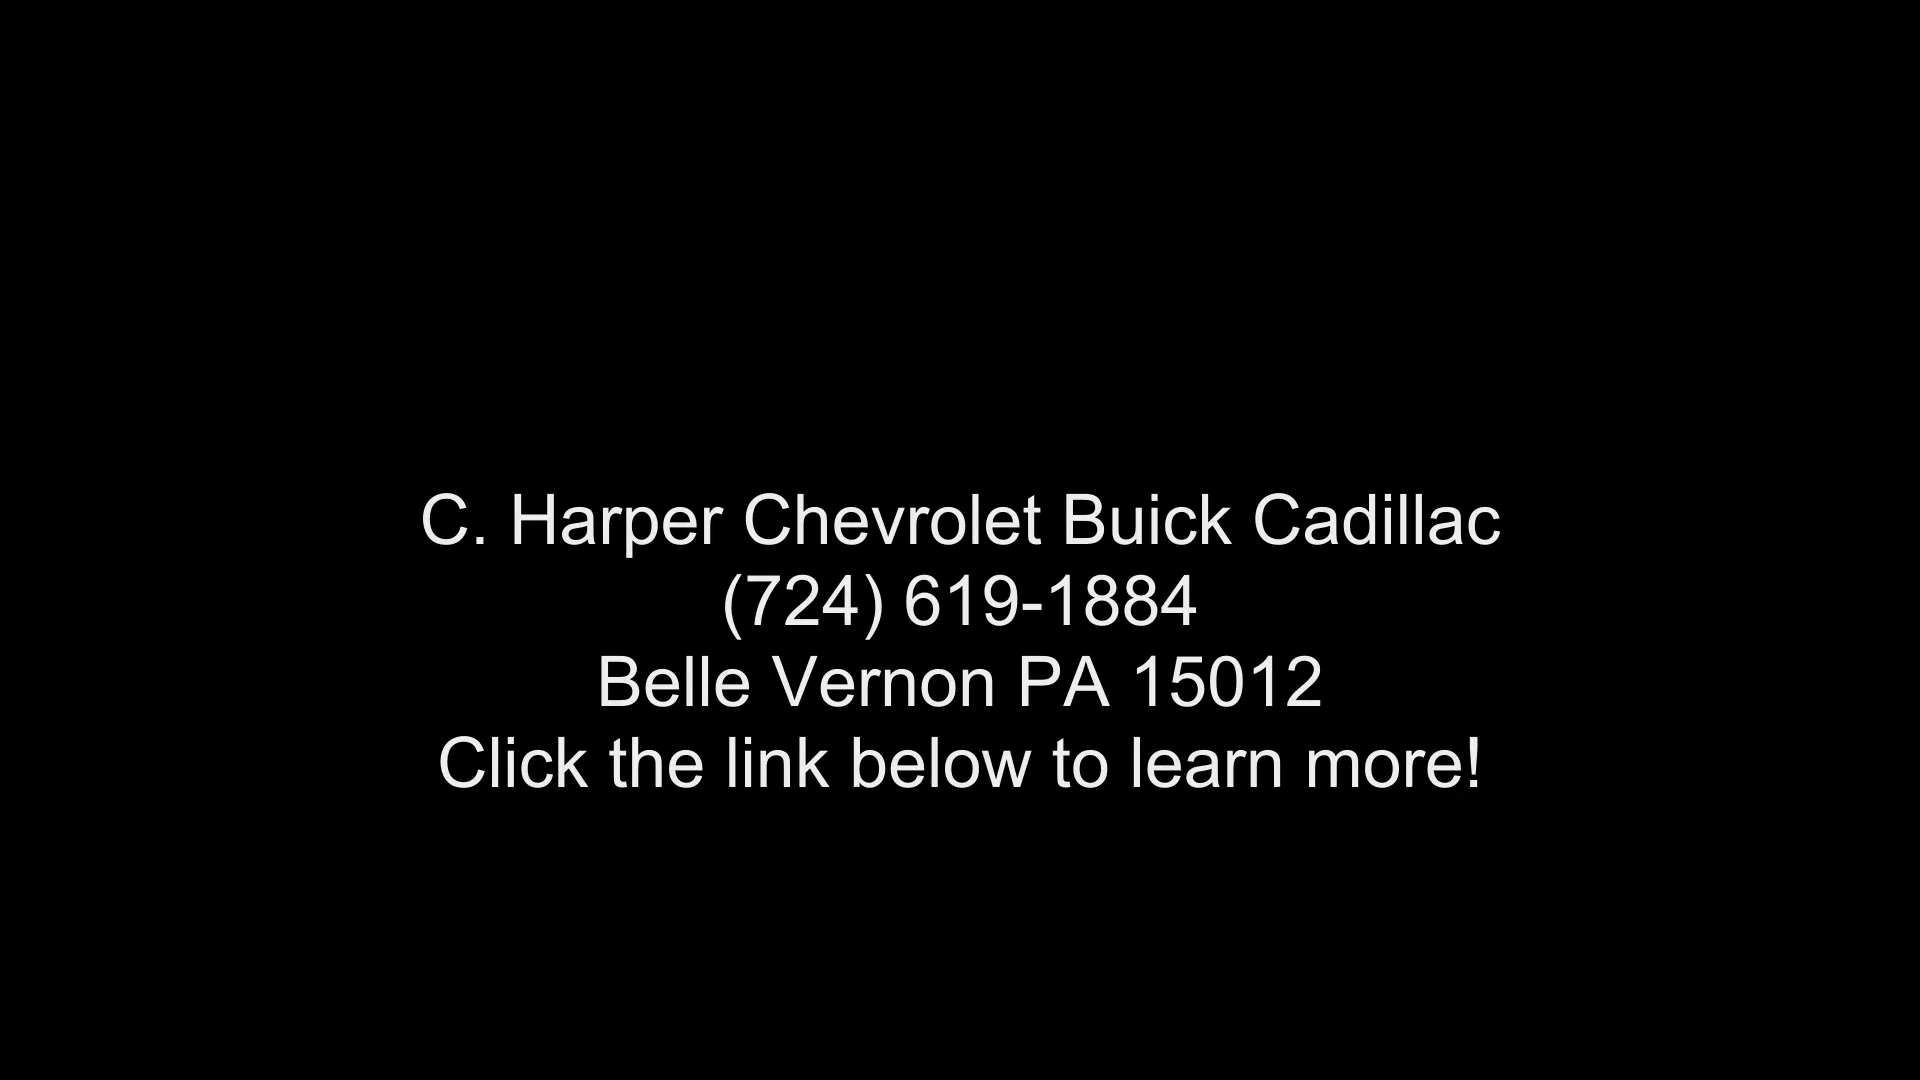 C. Harper Chevrolet Buick Cadillac
(724) 619-1884
Belle Vernon PA 15012
Click the link below to learn more!